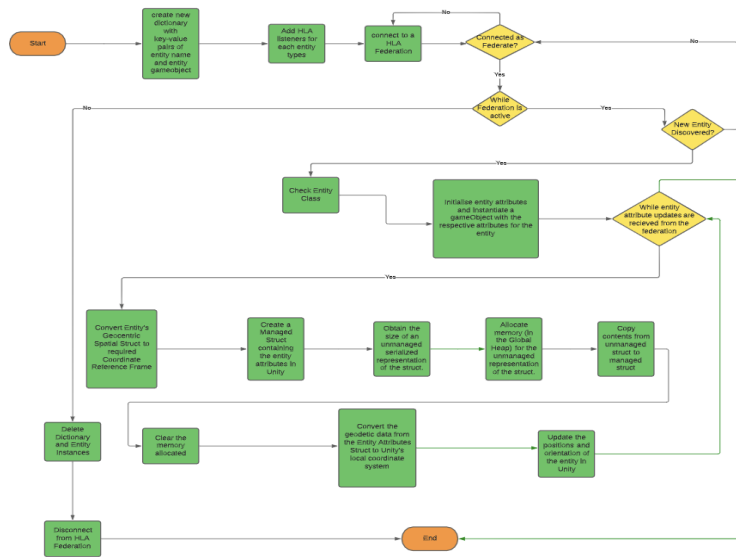 No
create new
dictionary
with
key-value
pairs of
entity name
and entity
gameobject
Start
Add HLA
listeners for
each entity
types
connect to a
HLA
Federation
Connected as
Federate?
No
Yes
No
While
Federation is
active
Yes
New Entity
Discovered?
Yes
Check Entity
Class
Initialise entity attributes
and Instantiate a
gameObject with the
respective attributes for the
entity
While entity
attribute updates are
recieved from the
federation
Yes
Convert Entity's
Geocentric
Spatial Struct to
required
Coordinate
Reference Frame
Create a
Managed
Struct
containing
the entity
attributes in
Unity
Obtain the
size of an
unmanaged
serialized
representation
of the struct.
Allocate
memory (in
the Global
Heap) for the
unmanaged
representation
of the struct.
Copy
contents from
unmanaged
struct to
managed
struct
Delete
Dictionary
and Entity
Instances
Clear the
memory
allocated
Convert the
geodetic data from
the Entity Attributes
Struct to Unity's
local coordinate
system
Update the
positions and
orientation of
the entity in
Unity
Disconnect
from HLA
Federation
End